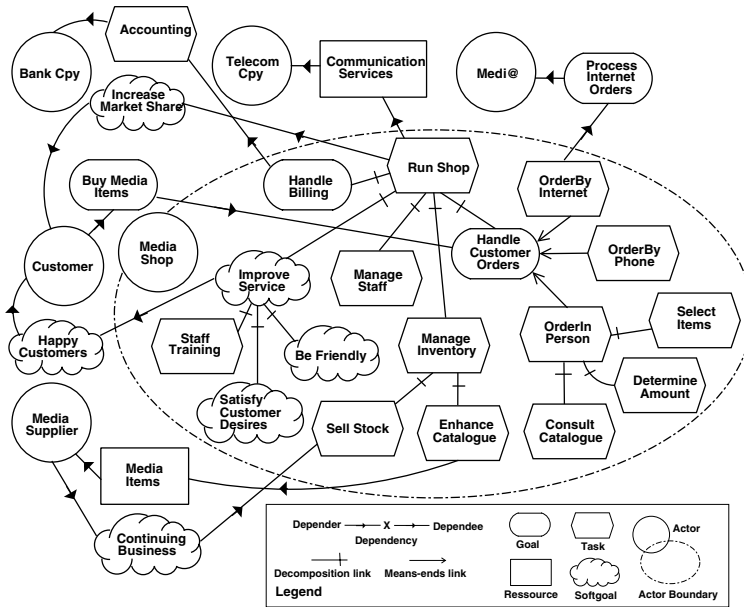 Accounting
Bank Cpy
Telecom
Cpy
Communication
Services
Medi@
Process
Internet
Orders
Increase
Market Share
Run Shop
Buy Media
Items
Handle
Billing
OrderBy
Internet
Customer
Media
Shop
Improve
Service
Manage
Staff
Handle
Customer
Orders
OrderBy
Phone
Happy
Customers
Staff
Training
Be Friendly
Manage
Inventory
OrderIn
Person
Select
Items
Determine
Amount
Media
Supplier
Satisfy
Customer
Desires
Sell Stock
Enhance
Catalogue
Consult
Catalogue
Media
Items
Continuing
Business
Depender
X
Dependee
Dependency
Decomposition link
Means-ends link
Legend
Goal
Task
Actor
Ressource
Softgoal
Actor Boundary